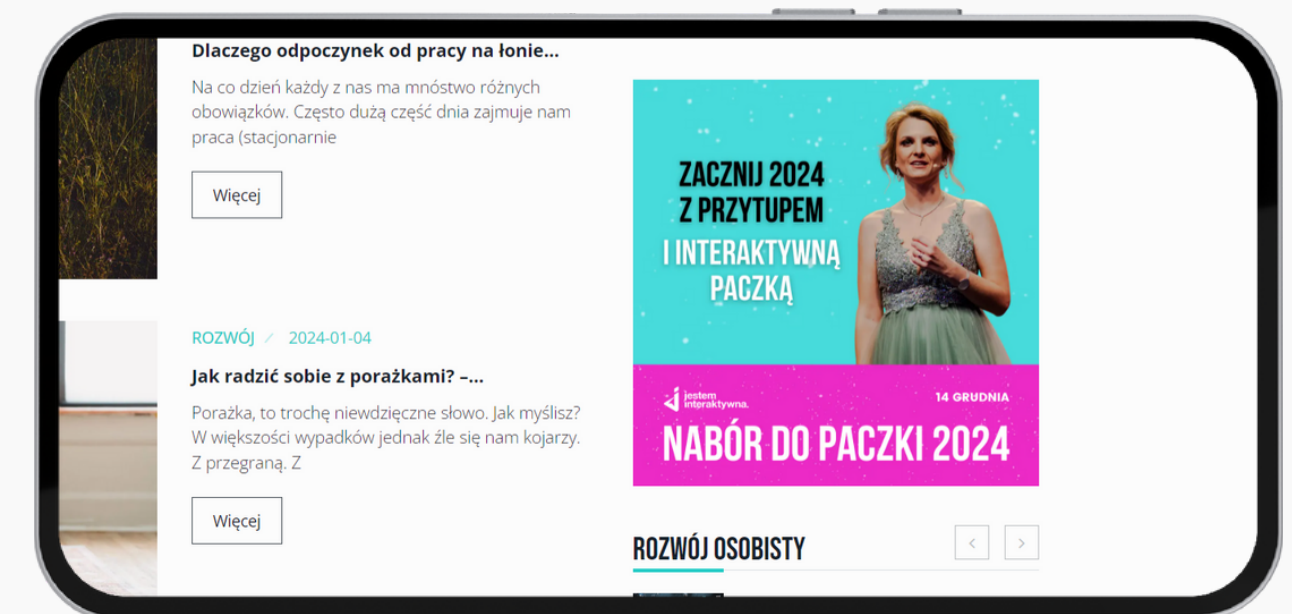 Dlaczego odpoczynek od pracy na łonie...
Na co dzień każdy z nas ma mnóstwo różnych
obowiązków. Często dużą część dnia zajmuje nam
praca (stacjonarnie
Więcej
ROZWÓJ / 2024-01-04
Jak radzić sobie z porażkami? –...
Porażka, to trochę niewdzięczne słowo. Jak myślisz?
W większości wypadków jednak źle się nam kojarzy.
Z przegraną. Z
Więcej
ZACZNIJ 2024
Z PRZYTUPEM
I INTERAKTYWNĄ
PACZKĄ
jestem
interaktywna.
14 GRUDNIA
NABÓR DO PACZKI 2024
ROZWÓJ OSOBISTY